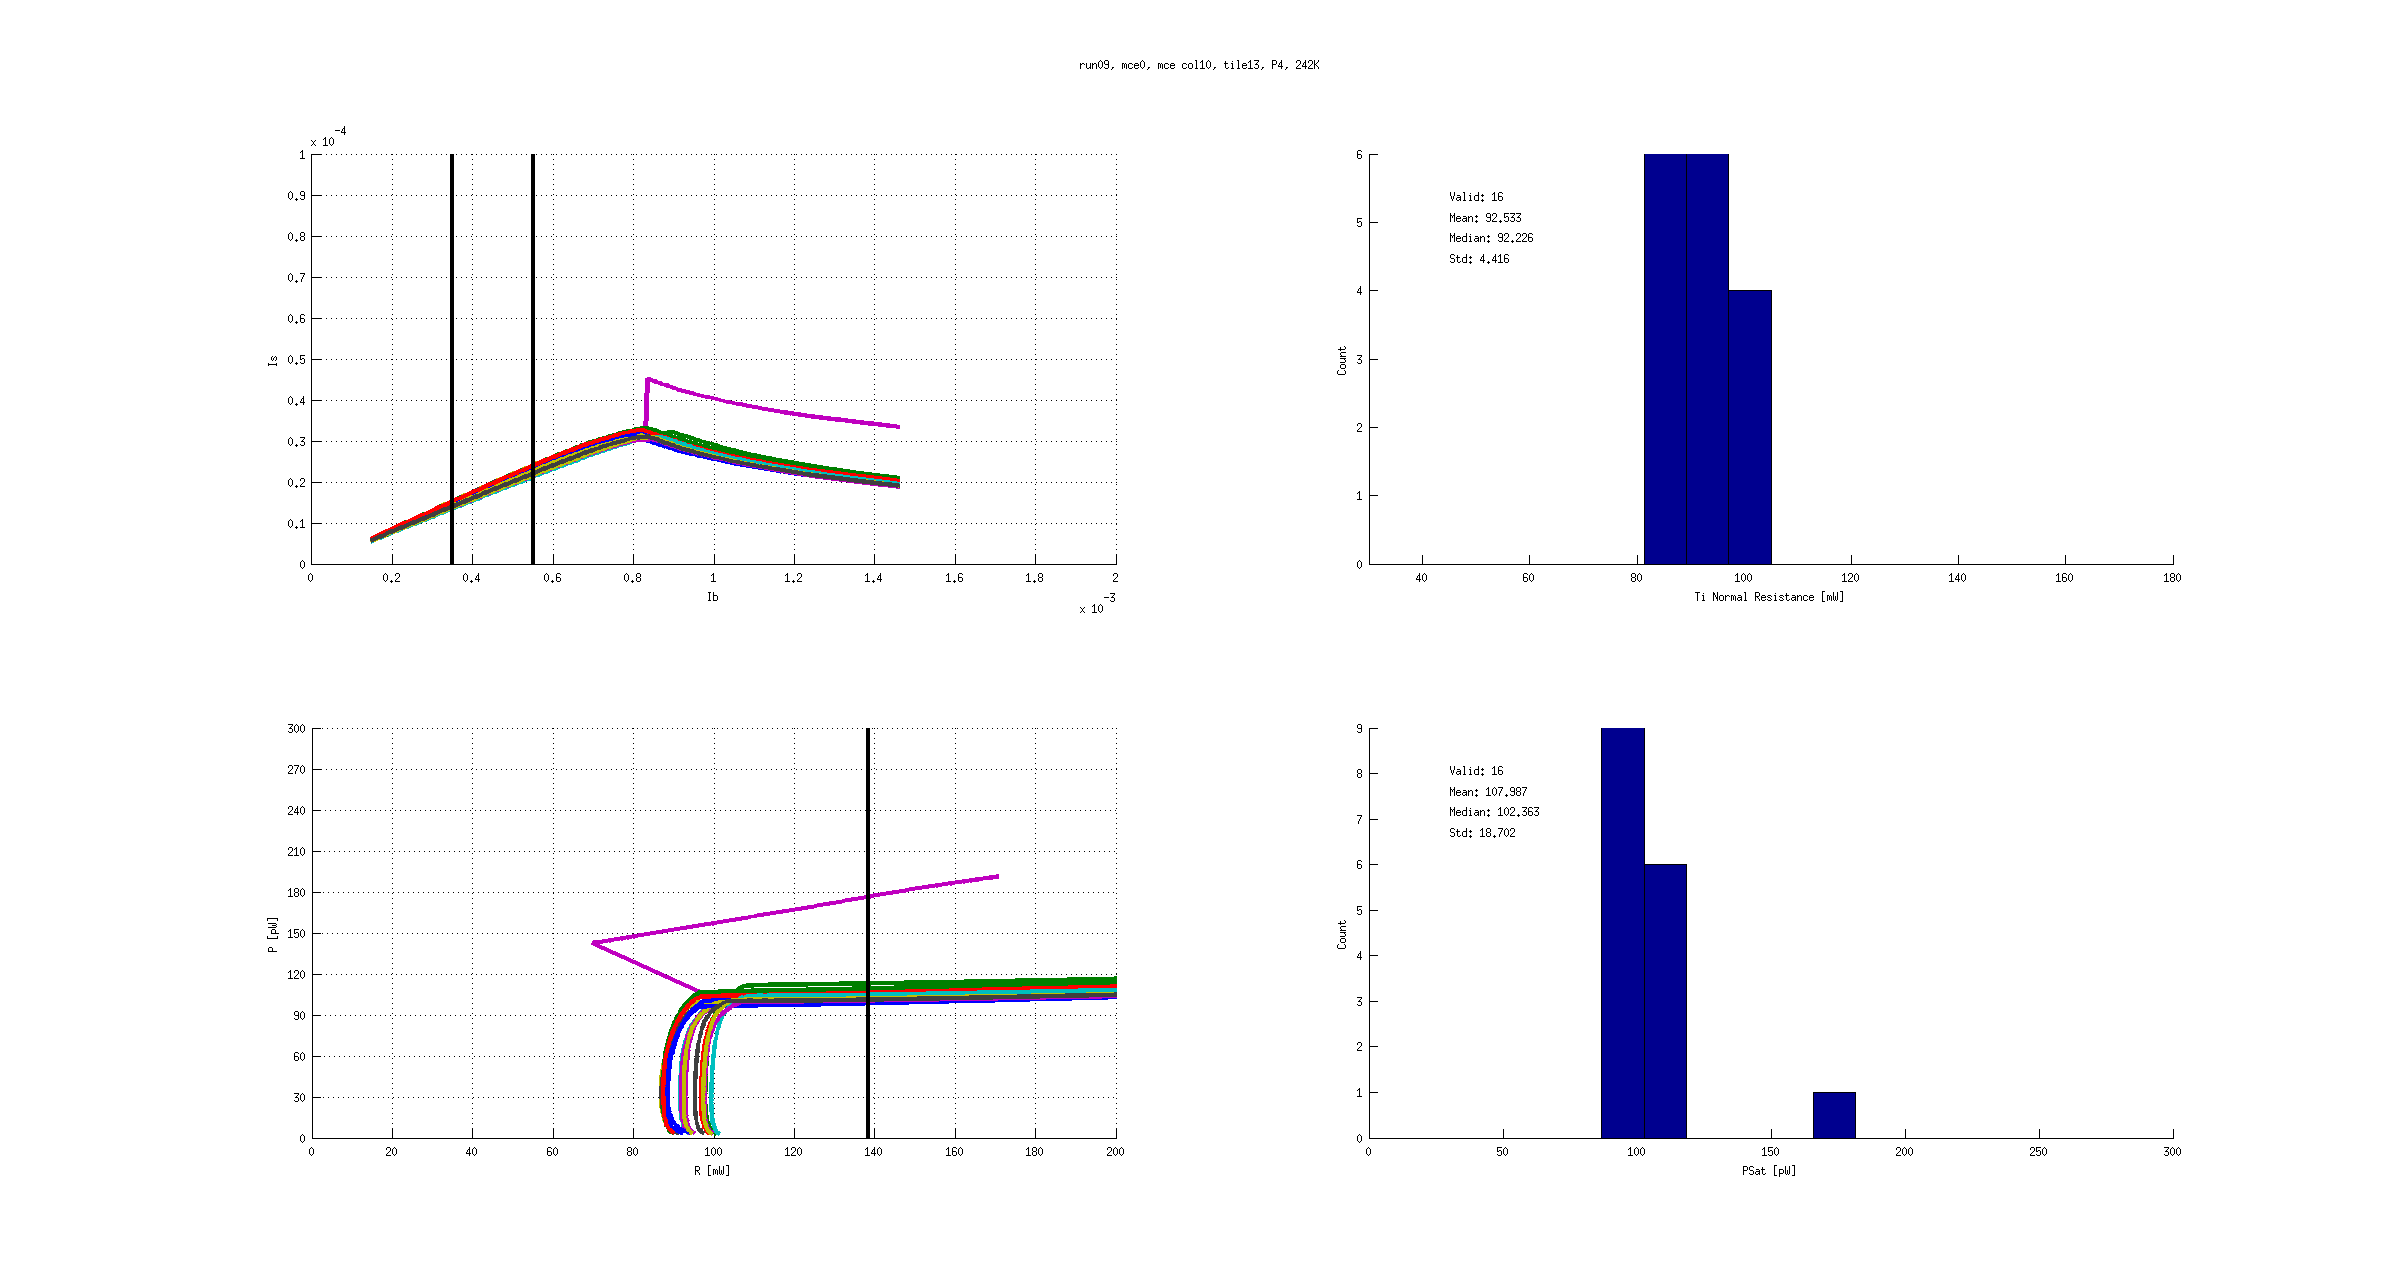 run09, mce0, mce col10, tile13, P4, 242K
x 10^-4
1
0.9
0.8
0.7
0.6
0.5
0.4
0.3
0.2
0.1
0
Is
0 0.2 0.4 0.6 0.8 1 1.2 1.4 1.6 1.8 2
Ib
x 10^-3
6
5
4
3
2
1
0
Count
Valid: 16
Mean: 92.533
Median: 92.226
Std: 4.416
40 60 80 100 120 140 160 180
Ti Normal Resistance [mW]
300
270
240
210
180
150
120
90
60
30
0
P [pW]
0 20 40 60 80 100 120 140 160 180 200
R [mW]
9
8
7
6
5
4
3
2
1
0
Count
Valid: 16
Mean: 107.987
Median: 102.363
Std: 18.702
0 50 100 150 200 250 300
PSat [pW]